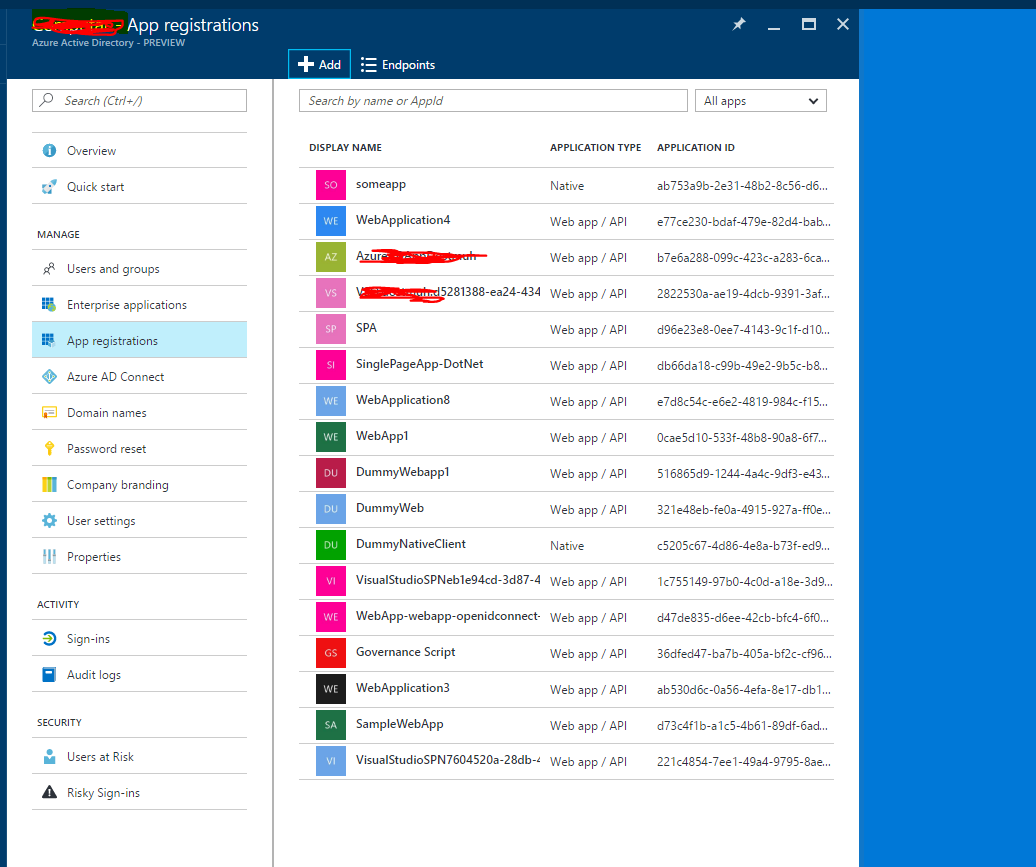 App registrations
Azure Active Directory - PREVIEW
Add
Endpoints
Search (Ctrl+/)
Overview
Quick start
MANAGE
Users and groups
Enterprise applications
App registrations
Azure AD Connect
Domain names
Password reset
Company branding
User settings
Properties
ACTIVITY
Sign-ins
Audit logs
SECURITY
Users at Risk
Risky Sign-ins
Search by name or AppId
All apps
DISPLAY NAME APPLICATION TYPE APPLICATION ID
SO someapp Native ab753a9b-2e31-48b2-8c56-d6...
WE WebApplication4 Web app / API e77ce230-bdaf-479e-82d4-bab...
AZ Web app / API b7e6a288-099c-423c-a283-6ca...
VS d5281388-ea24-434 Web app / API 2822530a-ae19-4dcb-9391-3af...
SP SPA Web app / API d96e23e8-0ee7-4143-9c1f-d10...
SI SinglePageApp-DotNet Web app / API db66da18-c99b-49e2-9b5c-b8...
WE WebApplication8 Web app / API e7d8c54c-e6e2-4819-984c-f15...
WE WebApp1 Web app / API 0cae5d10-533f-48b8-90a8-6f7...
DU DummyWebapp1 Web app / API 516865d9-1244-4a4c-9df3-e43...
DU DummyWeb Web app / API 321e48eb-fe0a-4915-927a-ff0e...
DU DummyNativeClient Native c5205c67-4d86-4e8a-b73f-ed9...
VI VisualStudioSPNeb1e94cd-3d87-4 Web app / API 1c755149-97b0-4c0d-a18e-3d9...
WE WebApp-webapp-openidconnect- Web app / API d47de835-d6ee-42cb-bfc4-6f0...
GS Governance Script Web app / API 36dfed47-ba7b-405a-bf2c-cf96...
WE WebApplication3 Web app / API ab530d6c-0a56-4efa-8e17-db1...
SA SampleWebApp Web app / API d73c4f1b-a1c5-4b61-89df-6ad...
VI VisualStudioSPN7604520a-28db-4 Web app / API 221c4854-7ee1-49a4-9795-8ae...